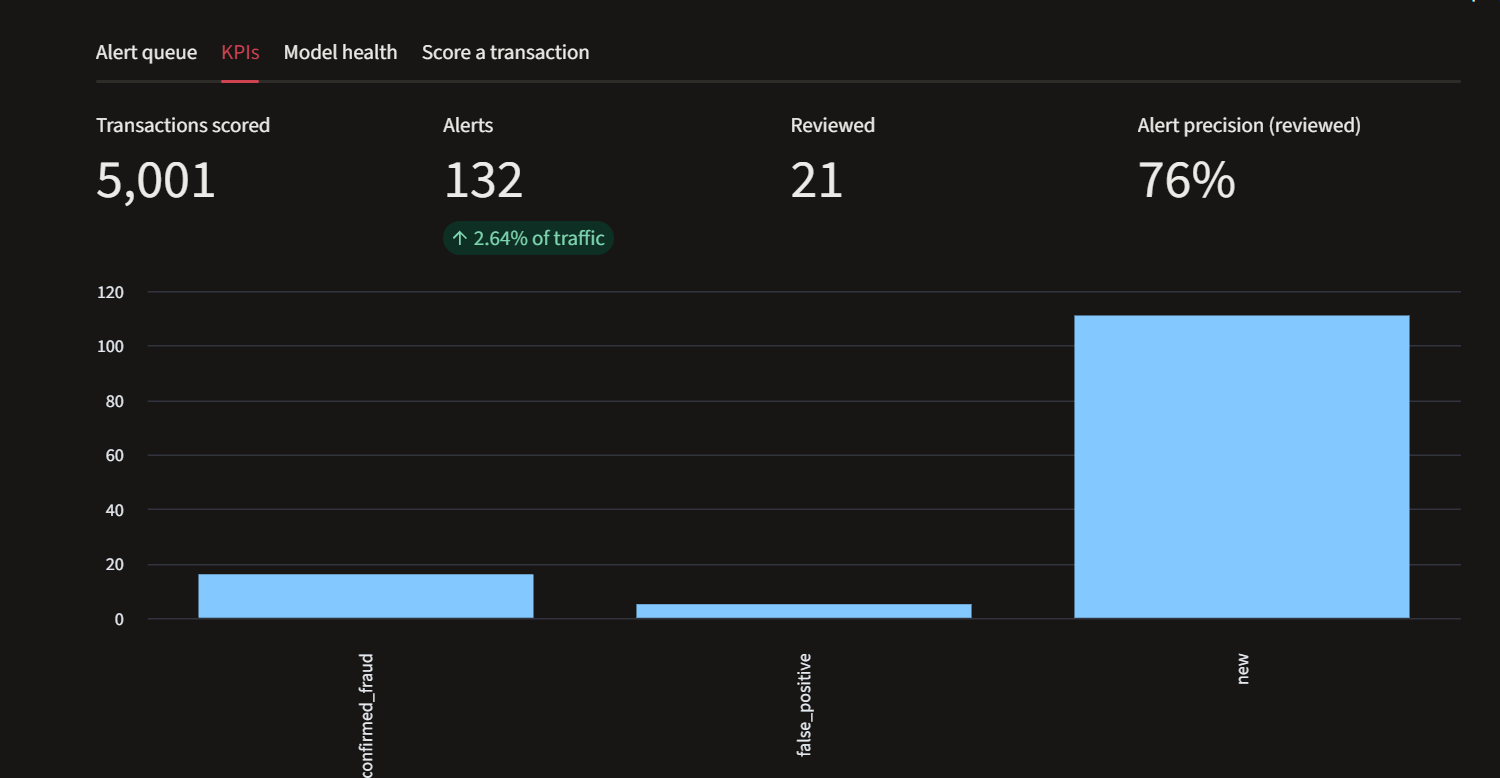 Alert queue KPIs Model health Score a transaction
Transactions scored Alerts Reviewed Alert precision (reviewed)
5,001 132 21 76%
↑ 2.64% of traffic
120
100
80
60
40
20
0
confirmed_fraud false_positive new